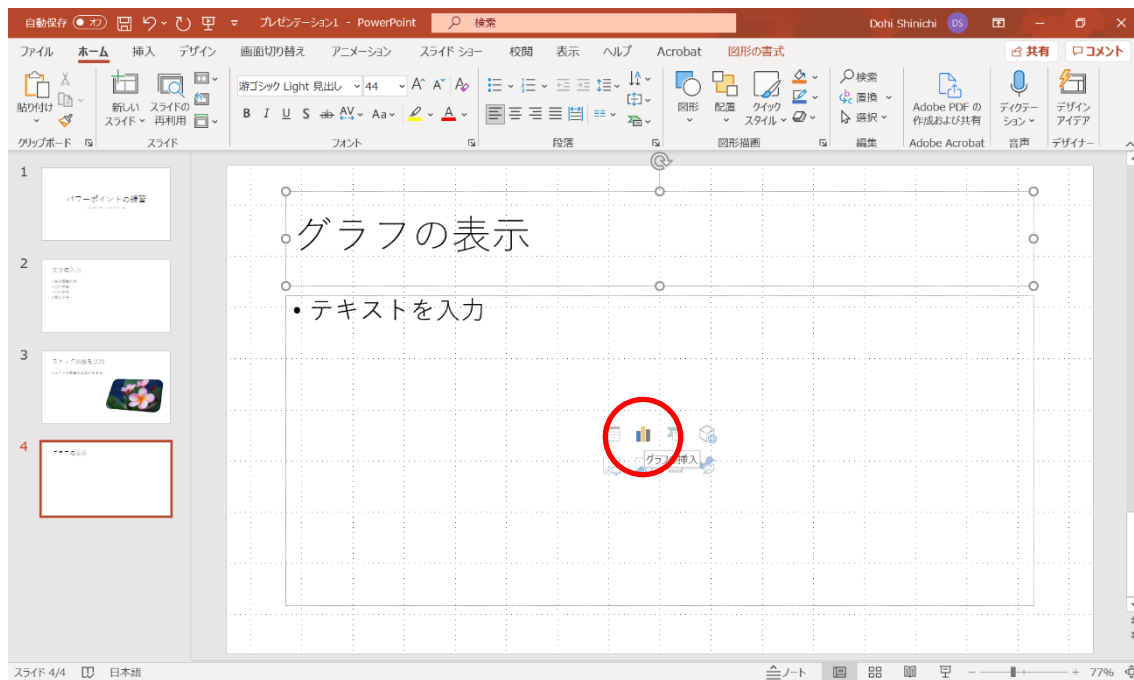 自動保存 オフ プレゼンテーション1 - PowerPoint 検索 Dohi Shinichi DS
ファイル ホーム 挿入 デザイン 画面切り替え アニメーション スライド ショー 校閲 表示 ヘルプ Acrobat 図形の書式 共有 コメント
游ゴシック Light 見出し 44 A^ A˅ 検索
貼り付け 新しい スライドの 置換 Adobe PDF の ディクテー デザイン
スライド 再利用 B I U S ab AV Aa A 図形 配置 クイック スタイル 選択 作成および共有 ション アイデア
クリップボード スライド フォント 段落 図形描画 編集 Adobe Acrobat 音声 デザイナー
1
パワーポイントの練習
2
文字の入力
3
4
グラフの表示
グラフの表示
• テキストを入力
グラフの挿入
スライド 4/4 日本語 ノート 77%